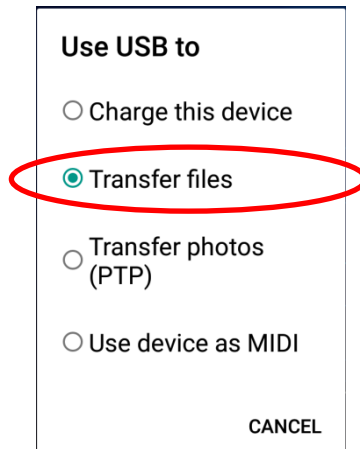 Use USB to
Charge this device
Transfer files
Transfer photos
(PTP)
Use device as MIDI
CANCEL